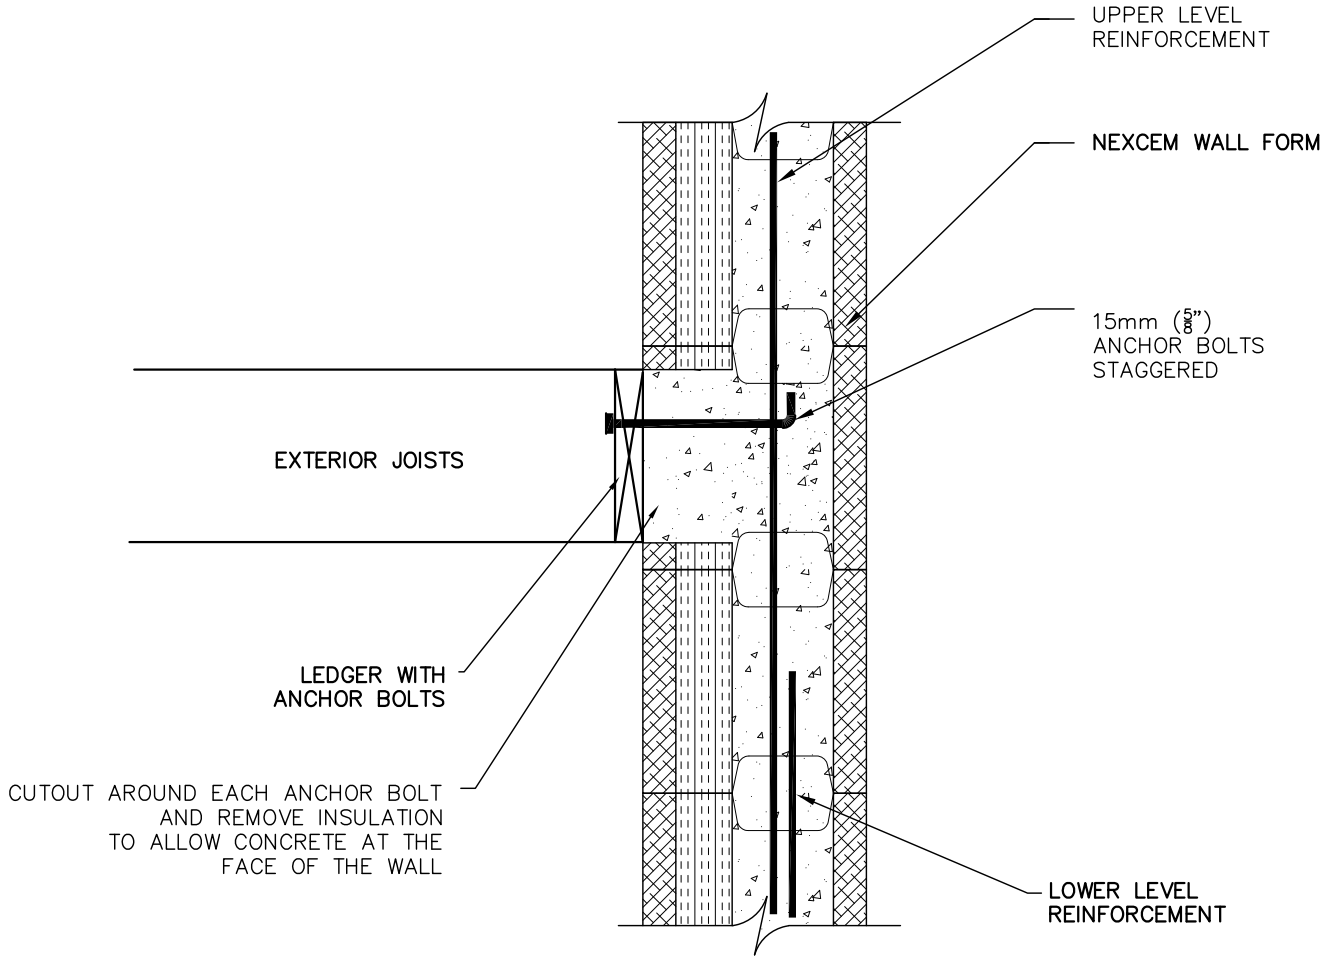 UPPER LEVEL
REINFORCEMENT
NEXCEM WALL FORM
15mm (5/8")
ANCHOR BOLTS
STAGGERED
EXTERIOR JOISTS
LEDGER WITH
ANCHOR BOLTS
CUTOUT AROUND EACH ANCHOR BOLT
AND REMOVE INSULATION
TO ALLOW CONCRETE AT THE
FACE OF THE WALL
LOWER LEVEL
REINFORCEMENT